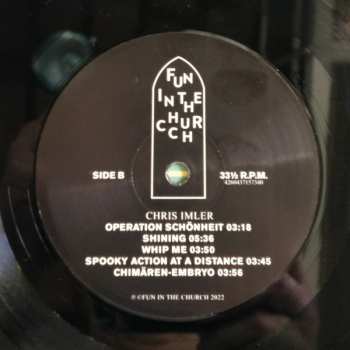 FUN
IN THE
CHURCH
SIDE B
33⅓ R.P.M.
4260437157340
CHRIS IMLER
OPERATION SCHÖNHEIT 03:18
SHINING 05:36
WHIP ME 03:50
SPOOKY ACTION AT A DISTANCE 03:45
CHIMÄREN-EMBRYO 03:56
℗ ©FUN IN THE CHURCH 2022